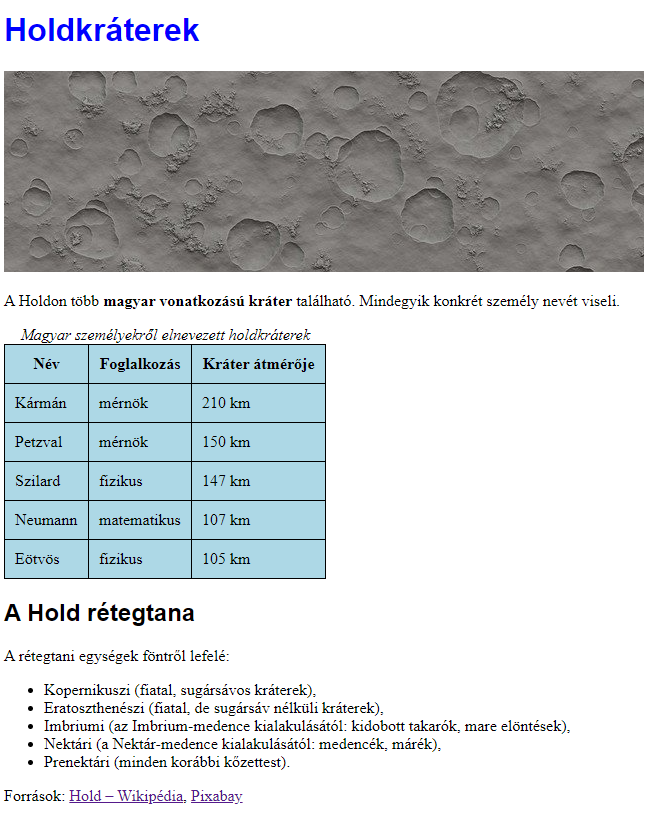 Holdkráterek
A Holdon több magyar vonatkozású kráter található. Mindegyik konkrét személy nevét viseli.
Magyar személyekről elnevezett holdkráterek
Név Foglalkozás Kráter átmérője
Kármán mérnök 210 km
Petzval mérnök 150 km
Szilard fizikus 147 km
Neumann matematikus 107 km
Eötvös fizikus 105 km
A Hold rétegtana
A rétegtani egységek föntről lefelé:
• Kopernikuszi (fiatal, sugársávos kráterek),
• Eratoszthenészi (fiatal, de sugársáv nélküli kráterek),
• Imbriumi (az Imbrium-medence kialakulásától: kidobott takarók, mare elöntések),
• Nektári (a Nektár-medence kialakulásától: medencék, márék),
• Prenektári (minden korábbi kőzettest).
Források: Hold – Wikipédia, Pixabay